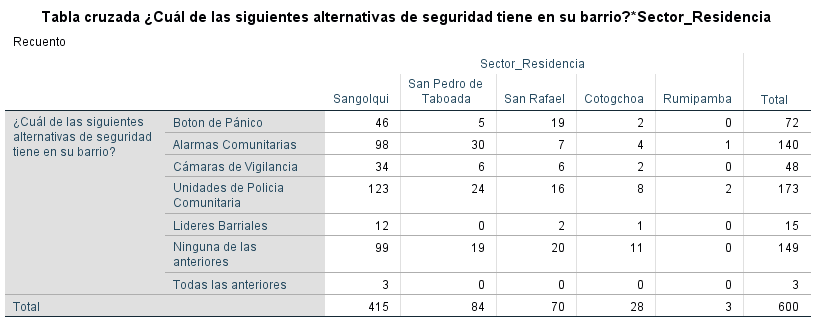 Tabla cruzada ¿Cuál de las siguientes alternativas de seguridad tiene en su barrio?*Sector_Residencia
Recuento
Sector_Residencia
Sangolqui San Pedro de Taboada San Rafael Cotogchoa Rumipamba Total
¿Cuál de las siguientes alternativas de seguridad tiene en su barrio?
Boton de Pánico 46 5 19 2 0 72
Alarmas Comunitarias 98 30 7 4 1 140
Cámaras de Vigilancia 34 6 6 2 0 48
Unidades de Policia Comunitaria 123 24 16 8 2 173
Lideres Barriales 12 0 2 1 0 15
Ninguna de las anteriores 99 19 20 11 0 149
Todas las anteriores 3 0 0 0 0 3
Total 415 84 70 28 3 600